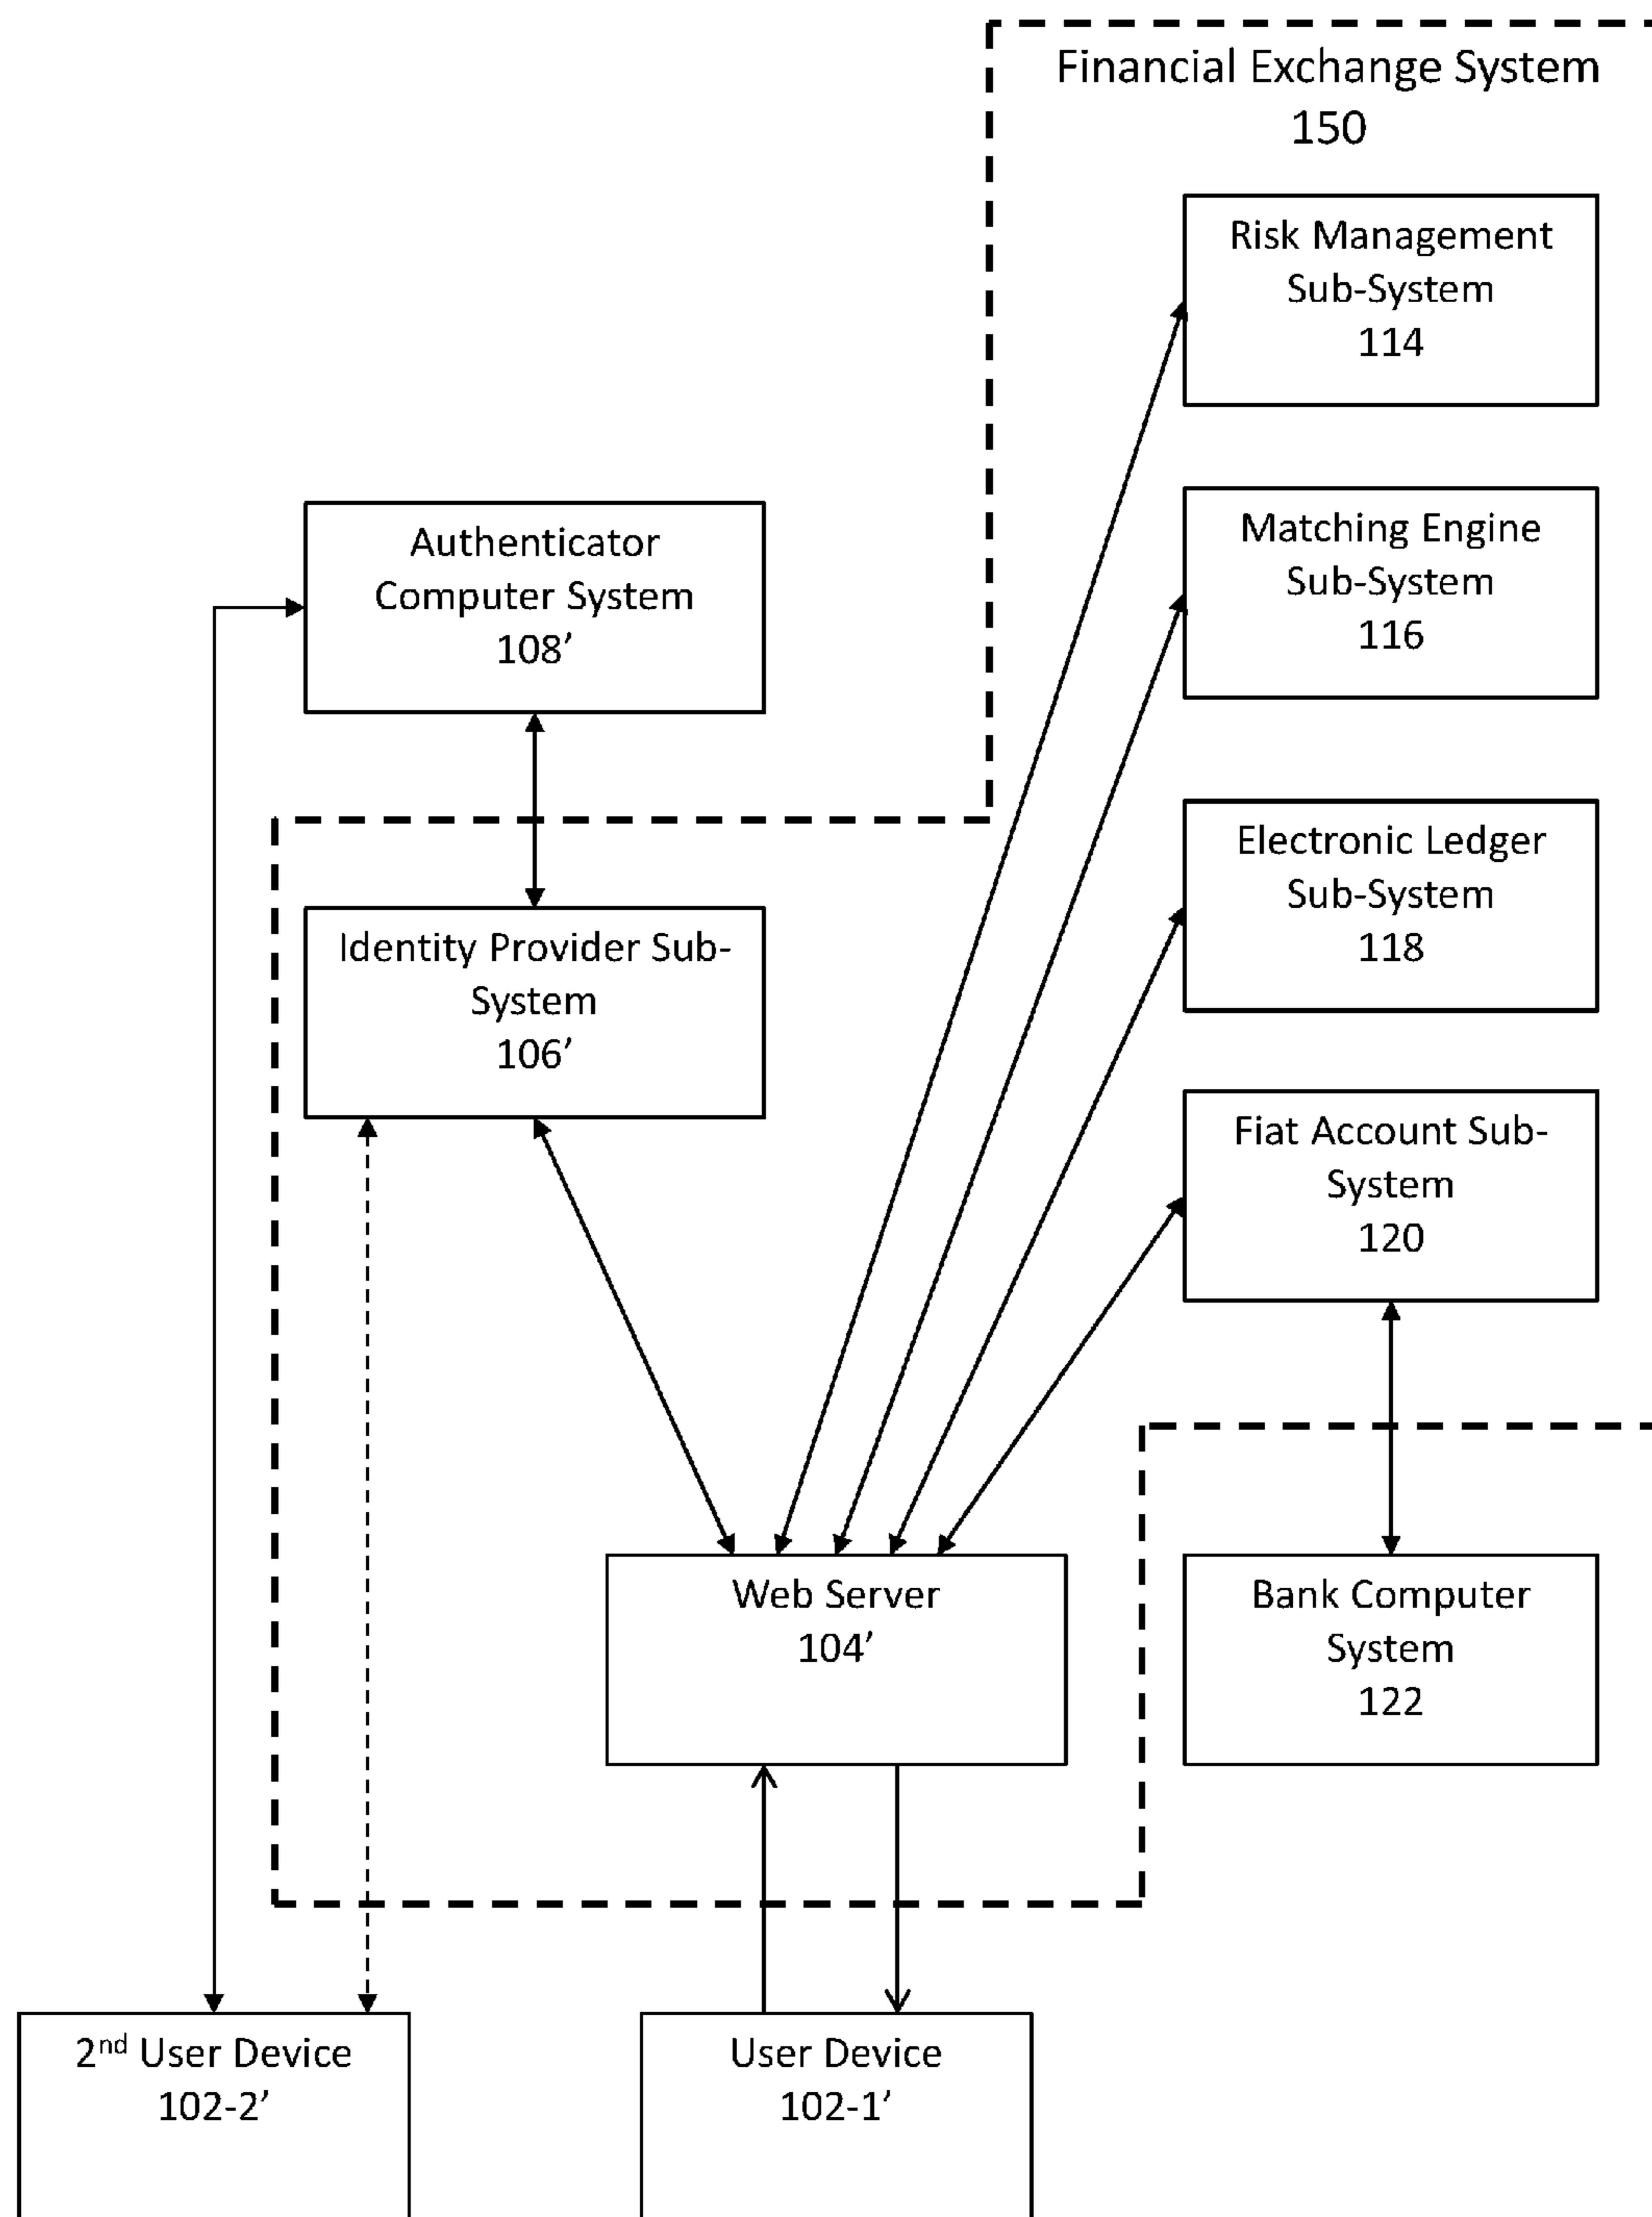 Financial Exchange System
150
Risk Management
Sub-System
114
Authenticator
Computer System
108’
Matching Engine
Sub-System
116
Electronic Ledger
Sub-System
118
Identity Provider Sub-
System
106’
Fiat Account Sub-
System
120
Web Server
104’
Bank Computer
System
122
2nd User Device
102-2’
User Device
102-1’